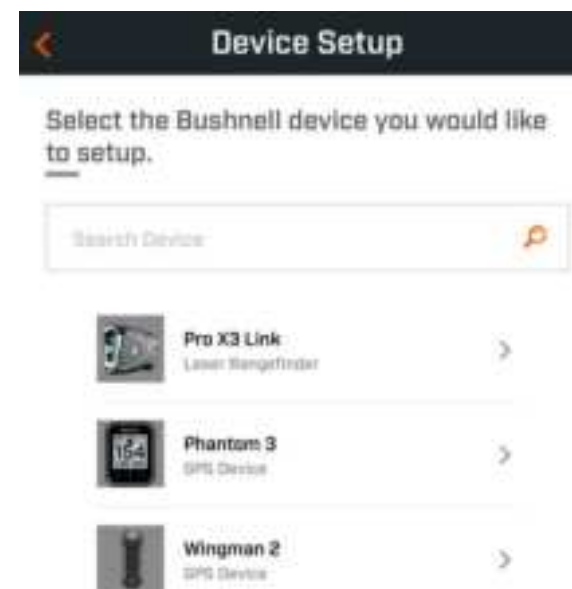 Device Setup
Select the Bushnell device you would like
to setup.
Search Device
Pro X3 Link
Laser Rangefinder
154
Phantom 3
GPS Device
Wingman 2
GPS Device